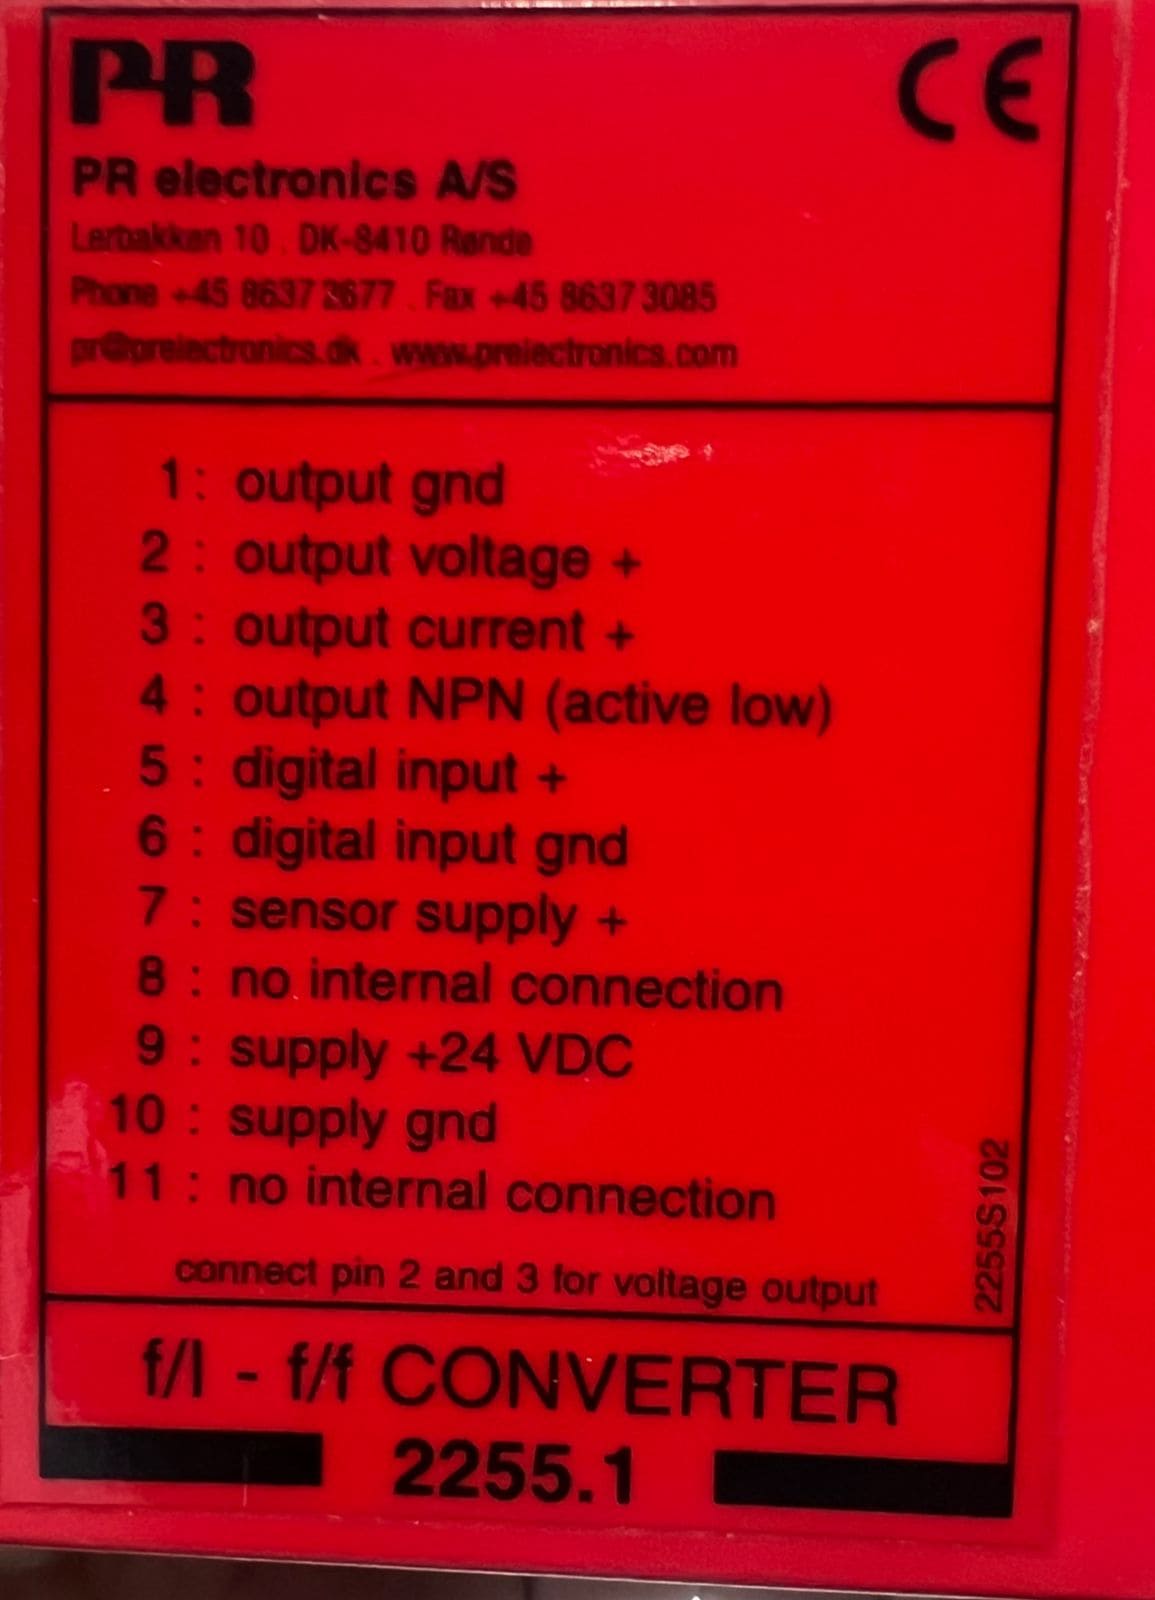 PR
CE
PR electronics A/S
Lerbakken 10 . DK-8410 Rønde
Phone +45 8637 2677 . Fax +45 8637 3085
pr@prelectronics.dk . www.prelectronics.com
1 : output gnd
2 : output voltage +
3 : output current +
4 : output NPN (active low)
5 : digital input +
6 : digital input gnd
7 : sensor supply +
8 : no internal connection
9 : supply +24 VDC
10 : supply gnd
11 : no internal connection
2255S102
connect pin 2 and 3 for voltage output
f/I - f/f CONVERTER
2255.1